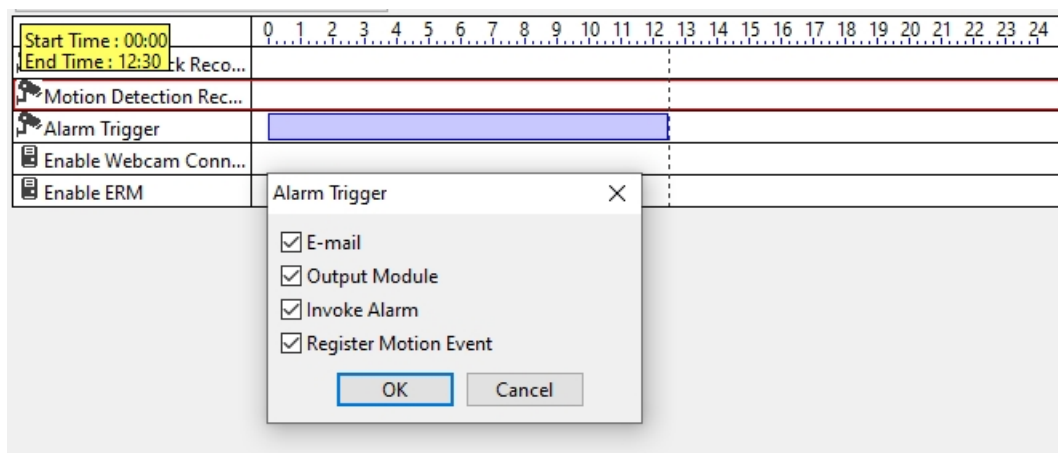 0 1 2 3 4 5 6 7 8 9 10 11 12 13 14 15 16 17 18 19 20 21 22 23 24
Start Time : 00:00
End Time : 12:30
k Reco...
Motion Detection Rec...
Alarm Trigger
Enable Webcam Conn...
Enable ERM
Alarm Trigger
E-mail
Output Module
Invoke Alarm
Register Motion Event
OK Cancel